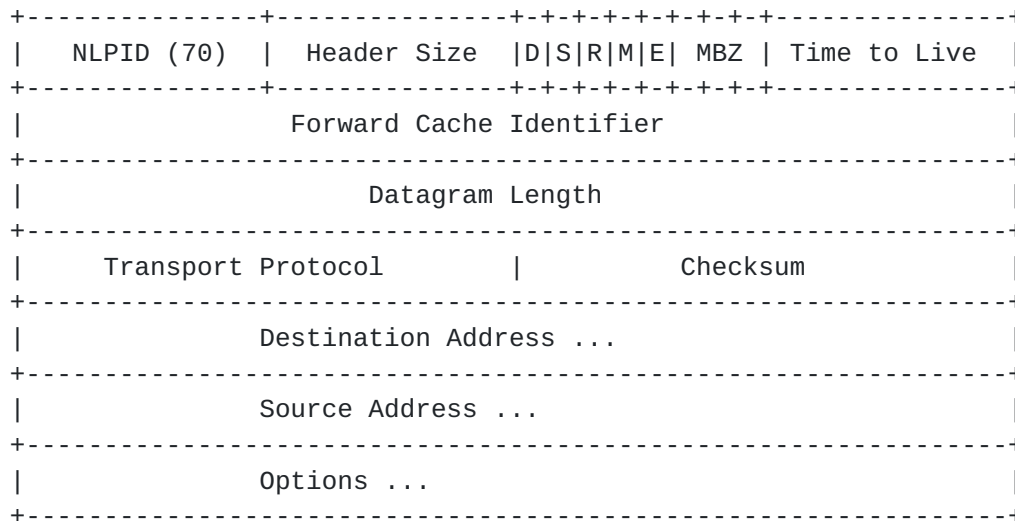 +---------------+---------------+-+-+-+-+-+-+-+-+---------------+
| NLPID (70) | Header Size |D|S|R|M|E| MBZ | Time to Live |
+---------------+---------------+-+-+-+-+-+-+-+-+---------------+
| Forward Cache Identifier |
+---------------------------------------------------------------+
| Datagram Length |
+---------------------------------------------------------------+
| Transport Protocol | Checksum |
+---------------------------------------------------------------+
| Destination Address ... |
+---------------------------------------------------------------+
| Source Address ... |
+---------------------------------------------------------------+
| Options ... |
+---------------------------------------------------------------+